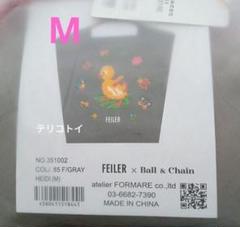 M
FEILER
テリコトイ
NO.351002
COL/ 85 F/GRAY
HEIDI (M)
FEILER × Ball & Chain
atelier FORMARE co.,ltd
03-6682-7390
MADE IN CHINA